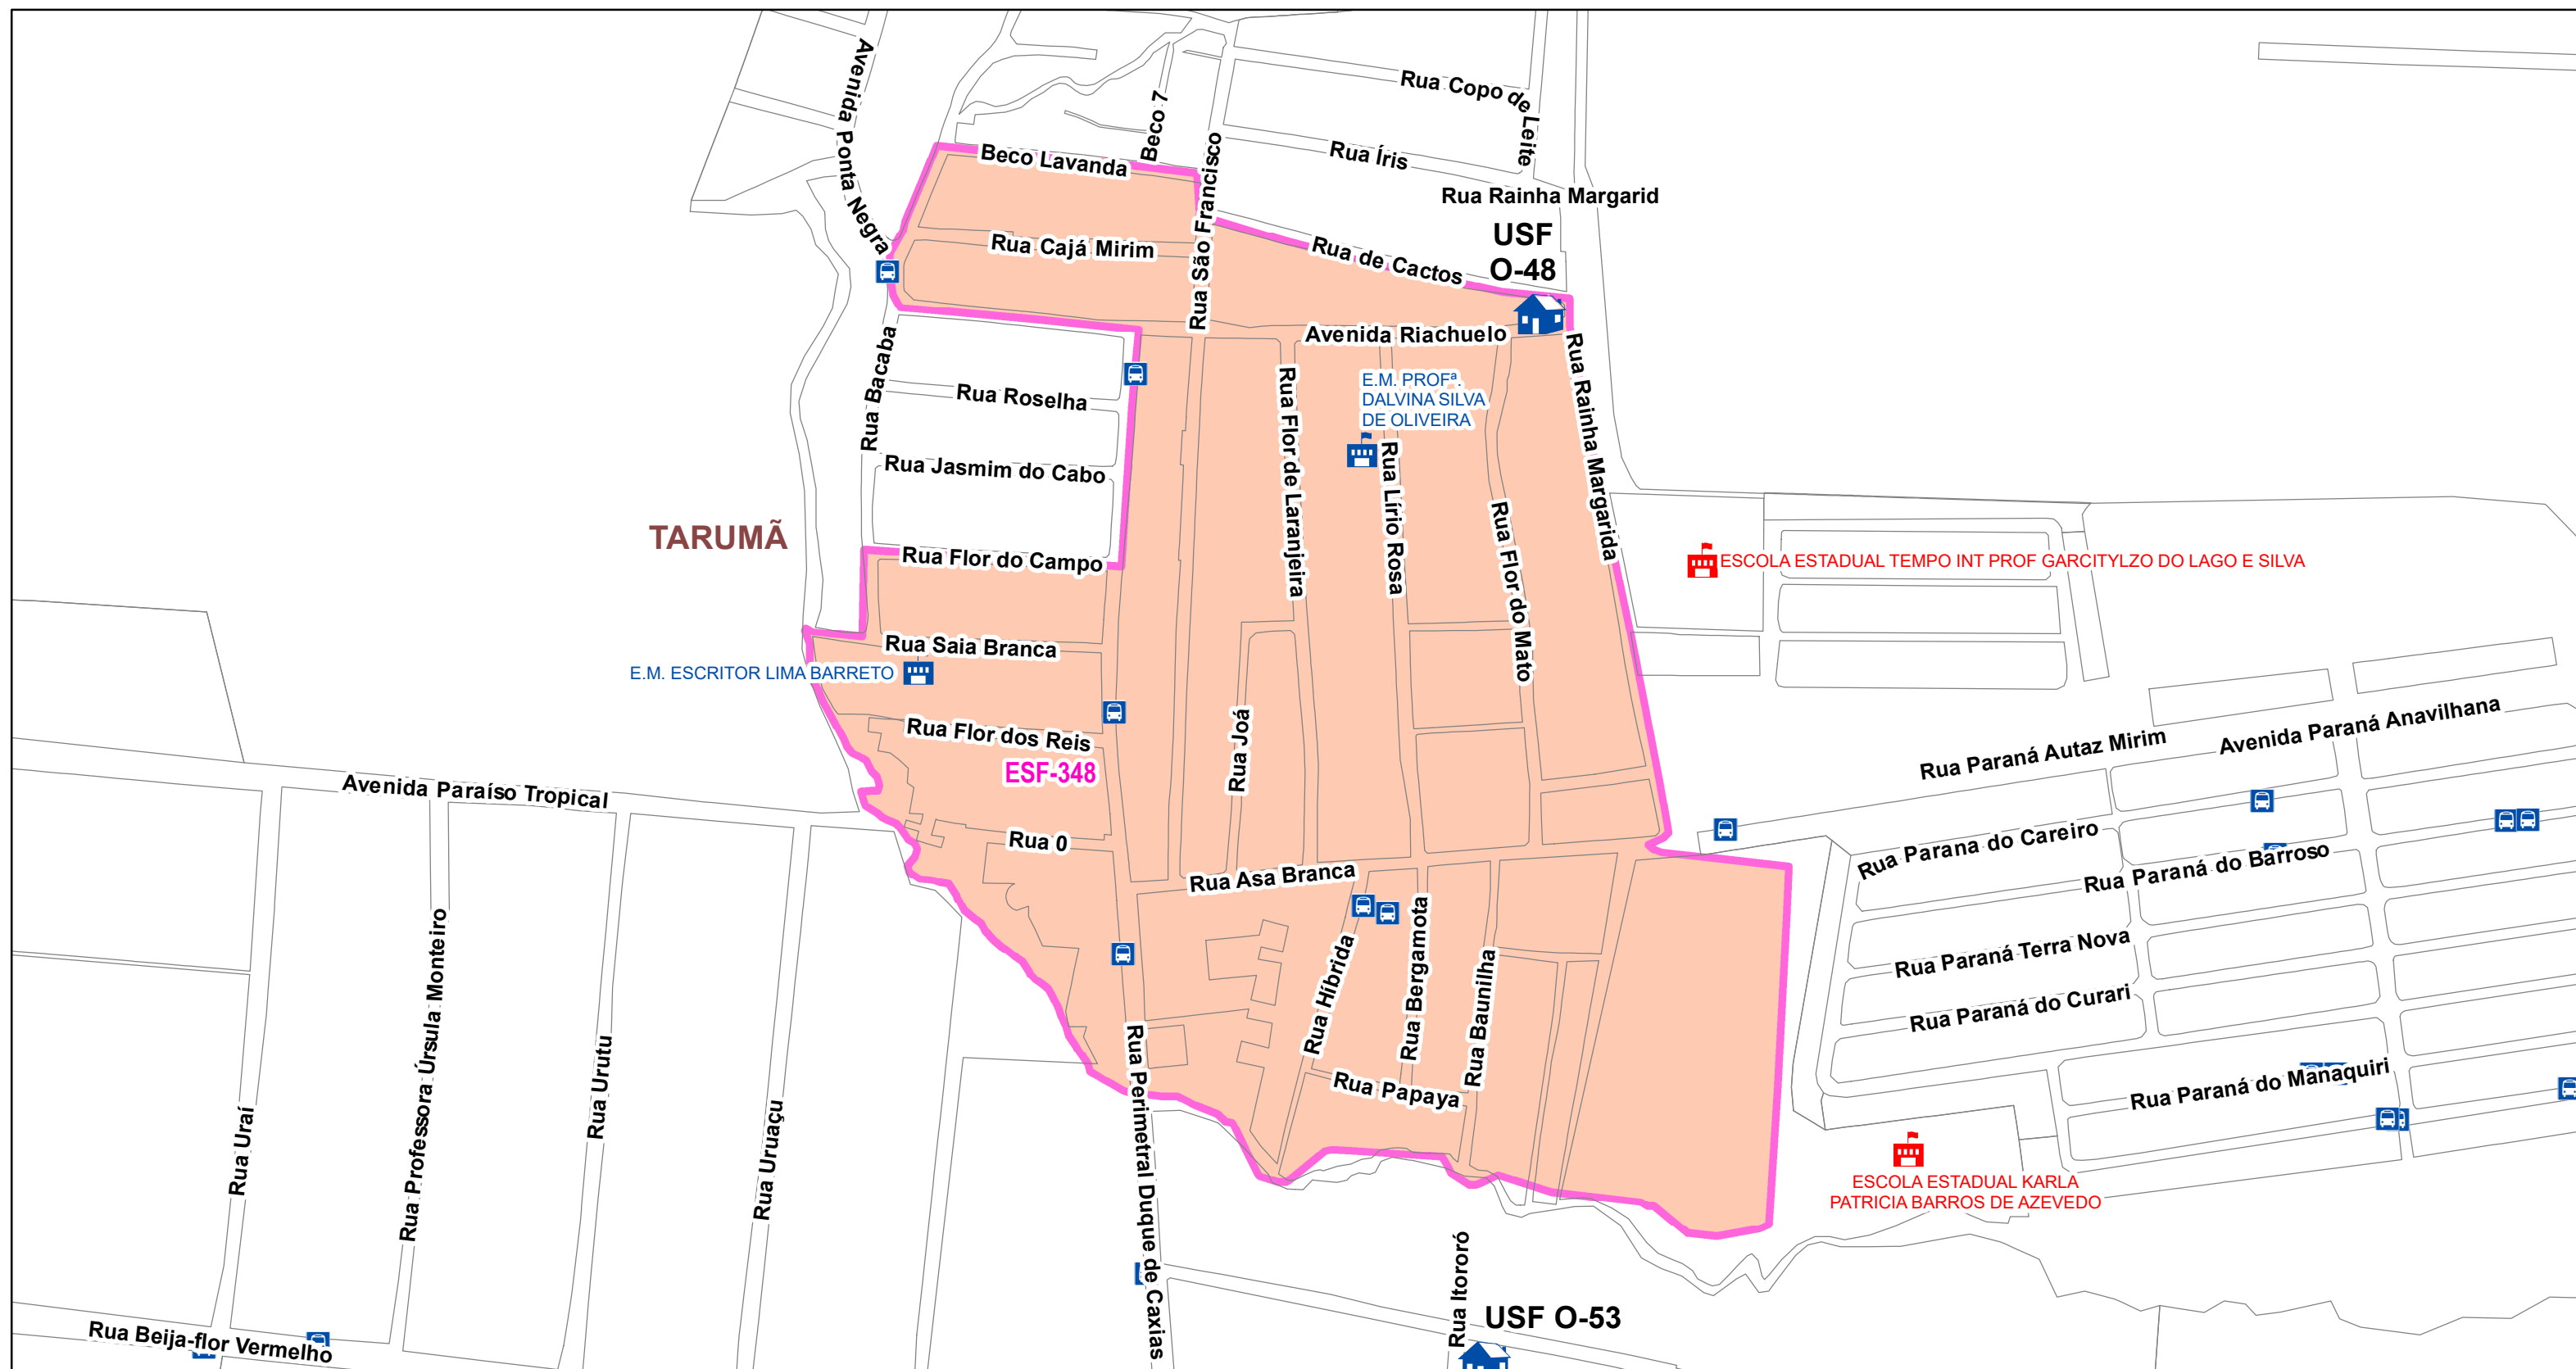 Avenida Ponta Negra
Beco 7
Rua Copo de Leite
Rua Íris
Beco Lavanda
Rua São Francisco
Rua Rainha Margarid
USF
O-48
Rua Cajá Mirim
Rua de Cactos
Avenida Riachuelo
Rua Bacaba
Rua Roselha
Rua Jasmim do Cabo
E.M. PROFª.
DALVINA SILVA
DE OLIVEIRA
Rua Flor de Laranjeira
Rua Lírio Rosa
Rua Flor do Mato
Rua Rainha Margarida
TARUMÃ
Rua Flor do Campo
ESCOLA ESTADUAL TEMPO INT PROF GARCITYLZO DO LAGO E SILVA
Rua Saia Branca
E.M. ESCRITOR LIMA BARRETO
Rua Flor dos Reis
ESF-348
Rua Joá
Avenida Paraíso Tropical
Rua 0
Rua Asa Branca
Rua Paraná Autaz Mirim
Avenida Paraná Anavilhana
Rua Parana do Careiro
Rua Paraná do Barroso
Rua Paraná Terra Nova
Rua Paraná do Curari
Rua Paraná do Manaquiri
Rua Híbrida
Rua Bergamota
Rua Baunilha
Rua Papaya
Rua Uraí
Rua Professora Úrsula Monteiro
Rua Urutu
Rua Uruaçu
Rua Perimetral Duque de Caxias
ESCOLA ESTADUAL KARLA
PATRICIA BARROS DE AZEVEDO
Rua Itororó
USF O-53
Rua Beija-flor Vermelho